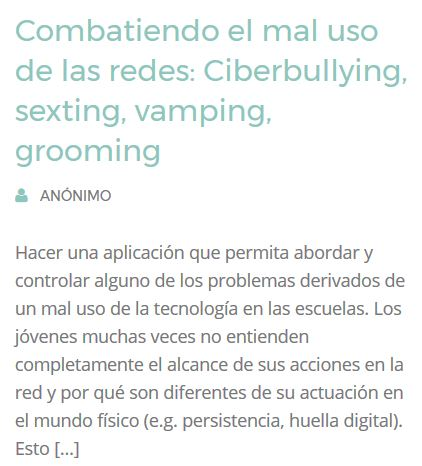 Combatiendo el mal uso
de las redes: Ciberbullying,
sexting, vamping,
grooming
ANÓNIMO
Hacer una aplicación que permita abordar y
controlar alguno de los problemas derivados de
un mal uso de la tecnología en las escuelas. Los
jóvenes muchas veces no entienden
completamente el alcance de sus acciones en la
red y por qué son diferentes de su actuación en
el mundo físico (e.g. persistencia, huella digital).
Esto [...]